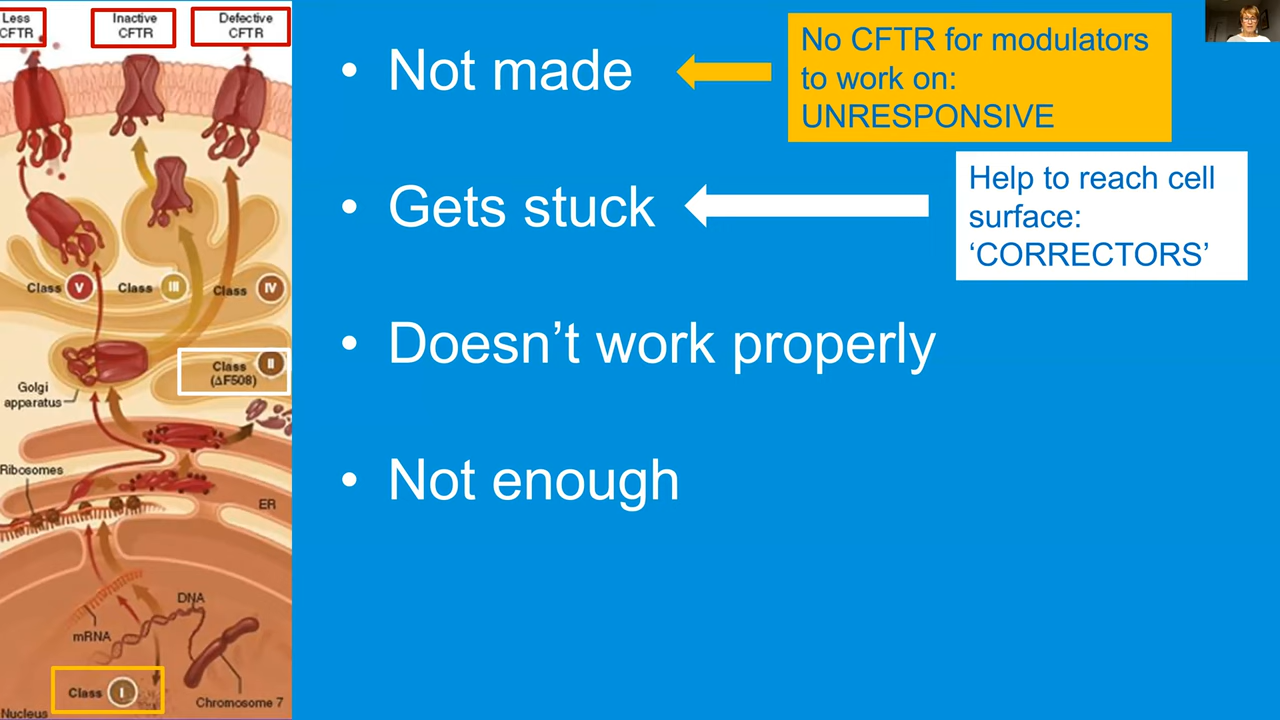 Less
CFTR
Inactive
CFTR
Defective
CFTR
Class V
Class III
Class IV
Class II
(ΔF508)
Golgi
apparatus
Ribosomes
ER
DNA
mRNA
Class I
Chromosome 7
Nucleus
• Not made
No CFTR for modulators
to work on:
UNRESPONSIVE
• Gets stuck
Help to reach cell
surface:
‘CORRECTORS’
• Doesn’t work properly
• Not enough